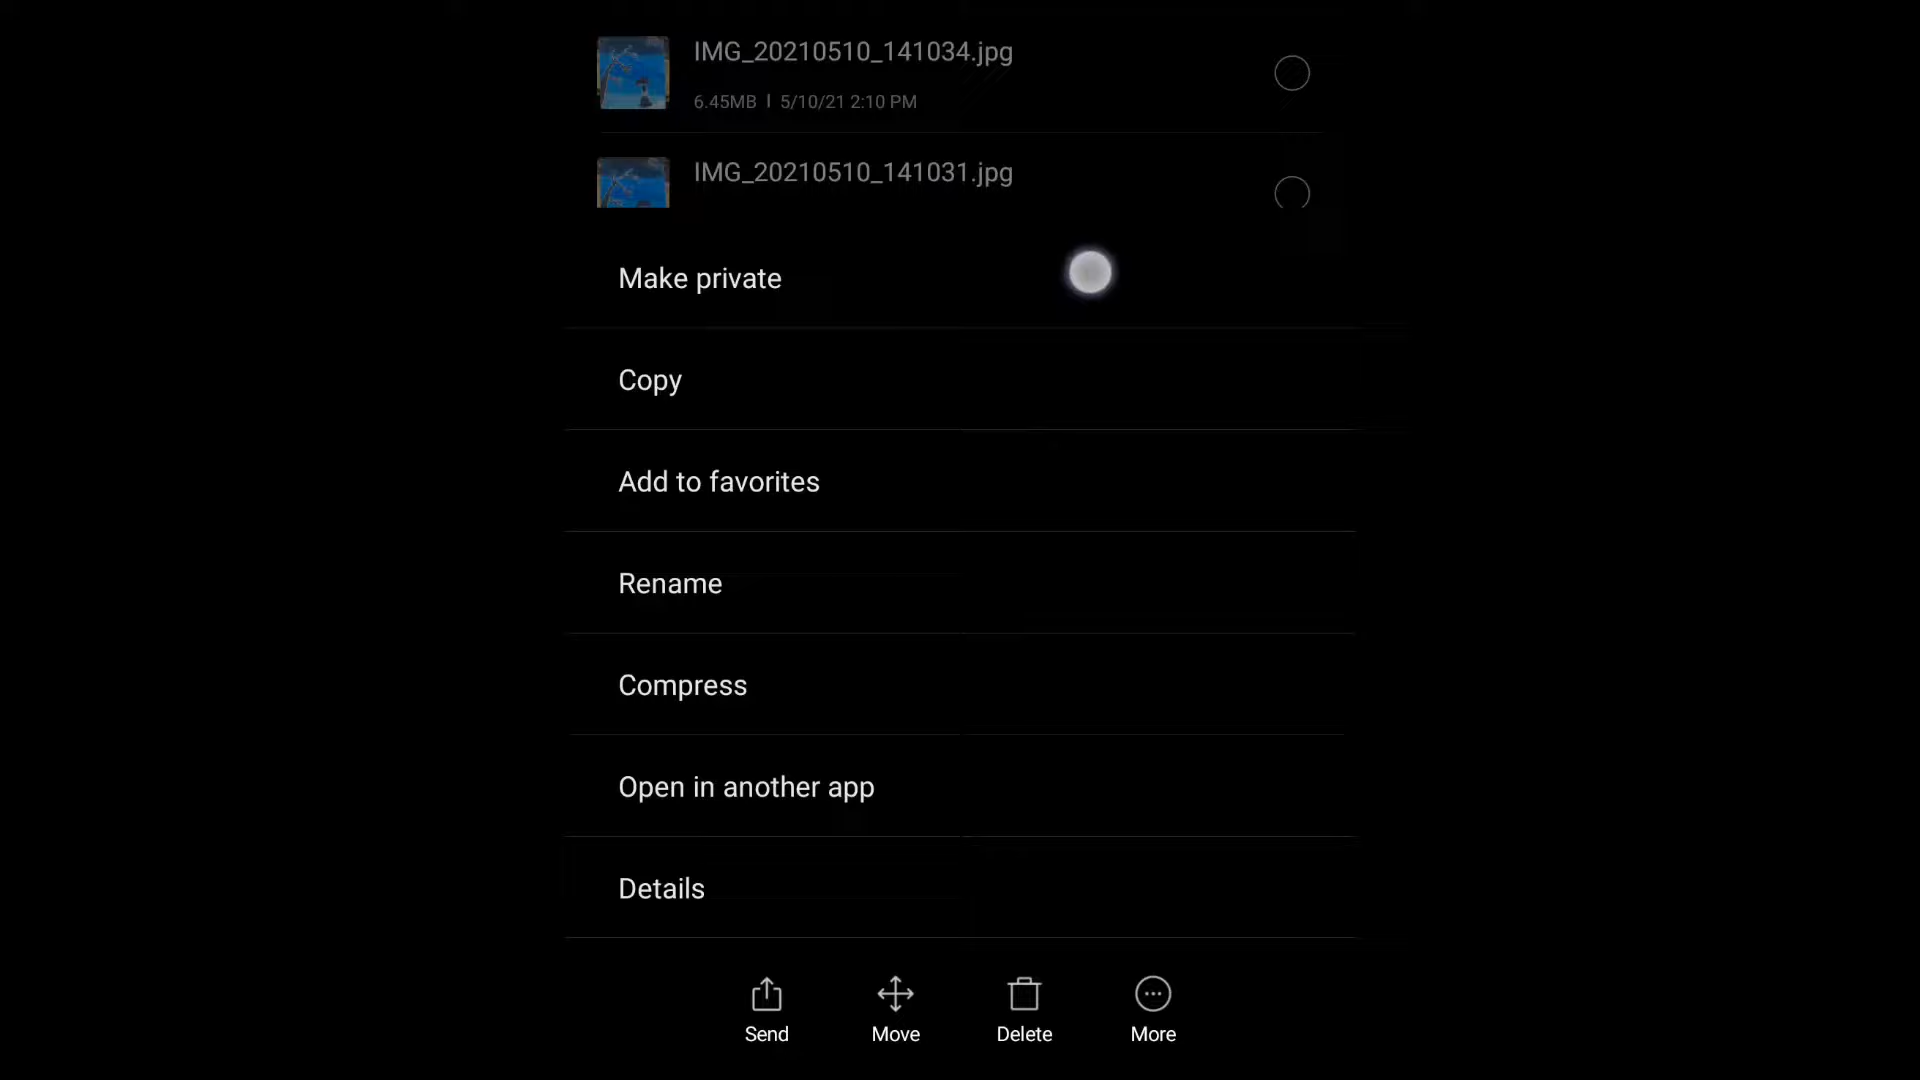 IMG_20210510_141034.jpg
6.45MB | 5/10/21 2:10 PM
IMG_20210510_141031.jpg
Make private
Copy
Add to favorites
Rename
Compress
Open in another app
Details
Send Move Delete More